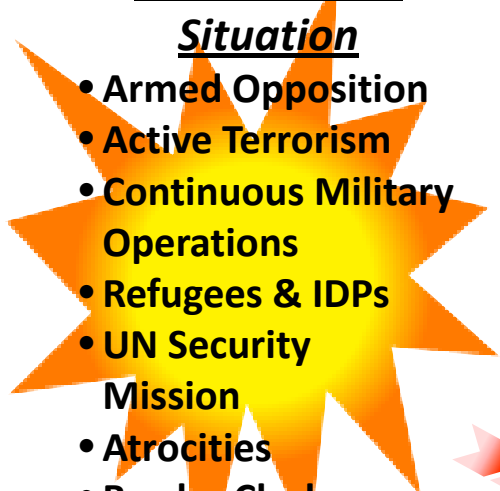 Situation
• Armed Opposition
• Active Terrorism
• Continuous Military
Operations
• Refugees & IDPs
• UN Security
Mission
• Atrocities